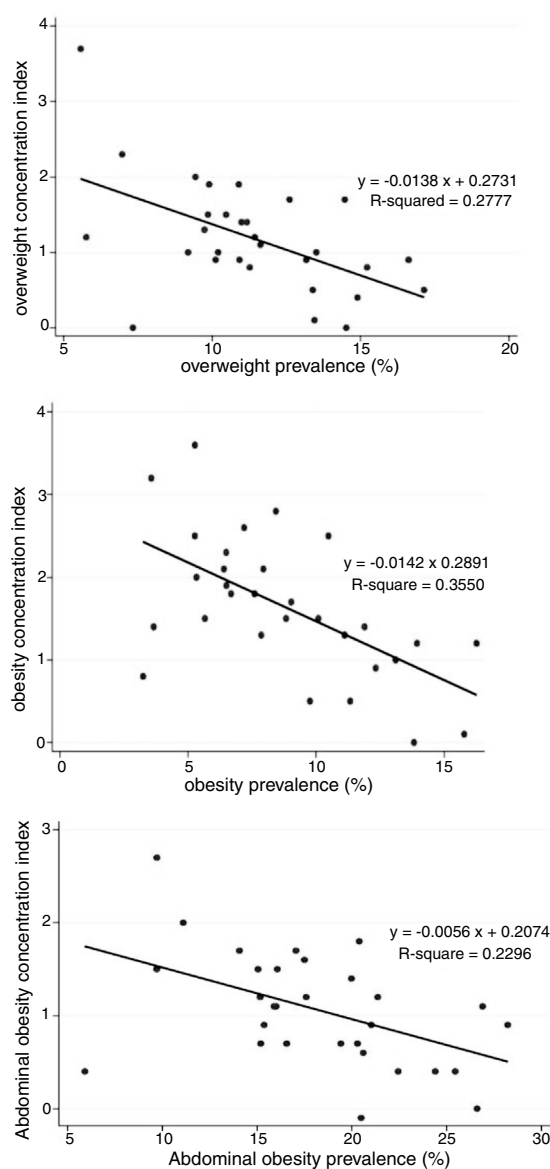 overweight concentration index
4
3
2
1
0
y = -0.0138 x + 0.2731
R-squared = 0.2777
5
10
15
20
overweight prevalence (%)
obesity concentration index
4
3
2
1
0
y = -0.0142 x 0.2891
R-square = 0.3550
0
5
10
15
obesity prevalence (%)
Abdominal obesity concentration index
3
2
1
0
y = -0.0056 x + 0.2074
R-square = 0.2296
5
10
15
20
25
30
Abdominal obesity prevalence (%)